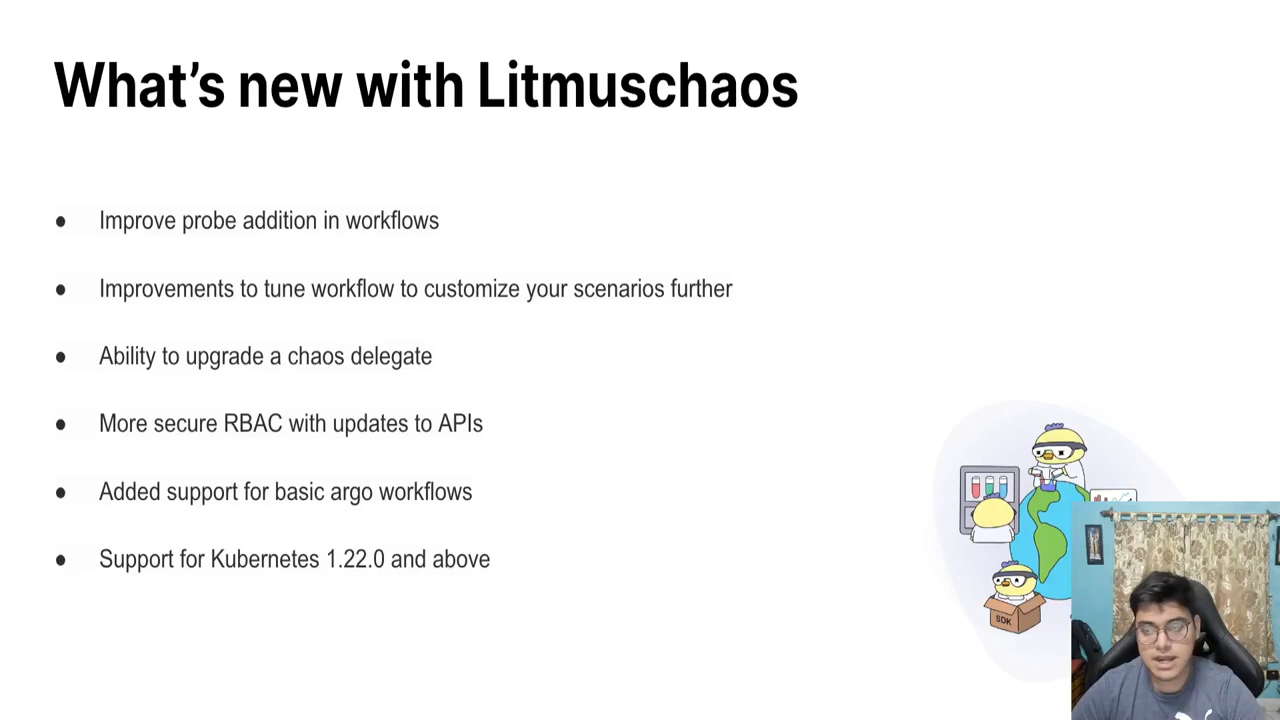 What's new with Litmuschaos
● Improve probe addition in workflows
● Improvements to tune workflow to customize your scenarios further
● Ability to upgrade a chaos delegate
● More secure RBAC with updates to APIs
● Added support for basic argo workflows
● Support for Kubernetes 1.22.0 and above
SDK